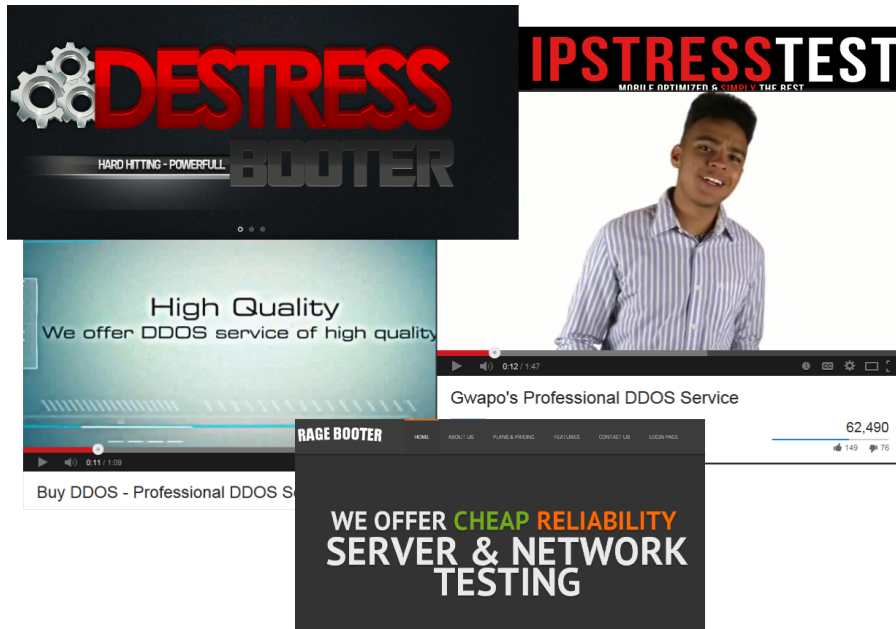 DESTRESS
BOOTER
HARD HITTING - POWERFULL
IPSTRESSTEST
MOBILE OPTIMIZED & SIMPLY THE BEST
High Quality
We offer DDOS service of high quality
0:11 / 1:09
Buy DDOS - Professional DDOS Se
0:12 / 1:47
Gwapo's Professional DDOS Service
62,490
149 76
RAGE BOOTER
HOME ABOUT US PLANS & PRICING FEATURES CONTACT US LOGIN PAGE
WE OFFER CHEAP RELIABILITY
SERVER & NETWORK
TESTING